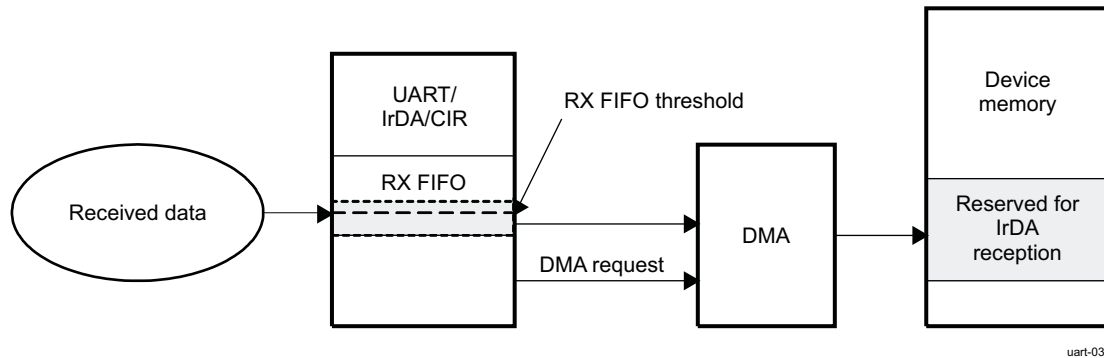 UART/
IrDA/CIR
RX FIFO threshold
Device
memory
RX FIFO
Received data
DMA
Reserved for
IrDA
reception
DMA request
uart-03